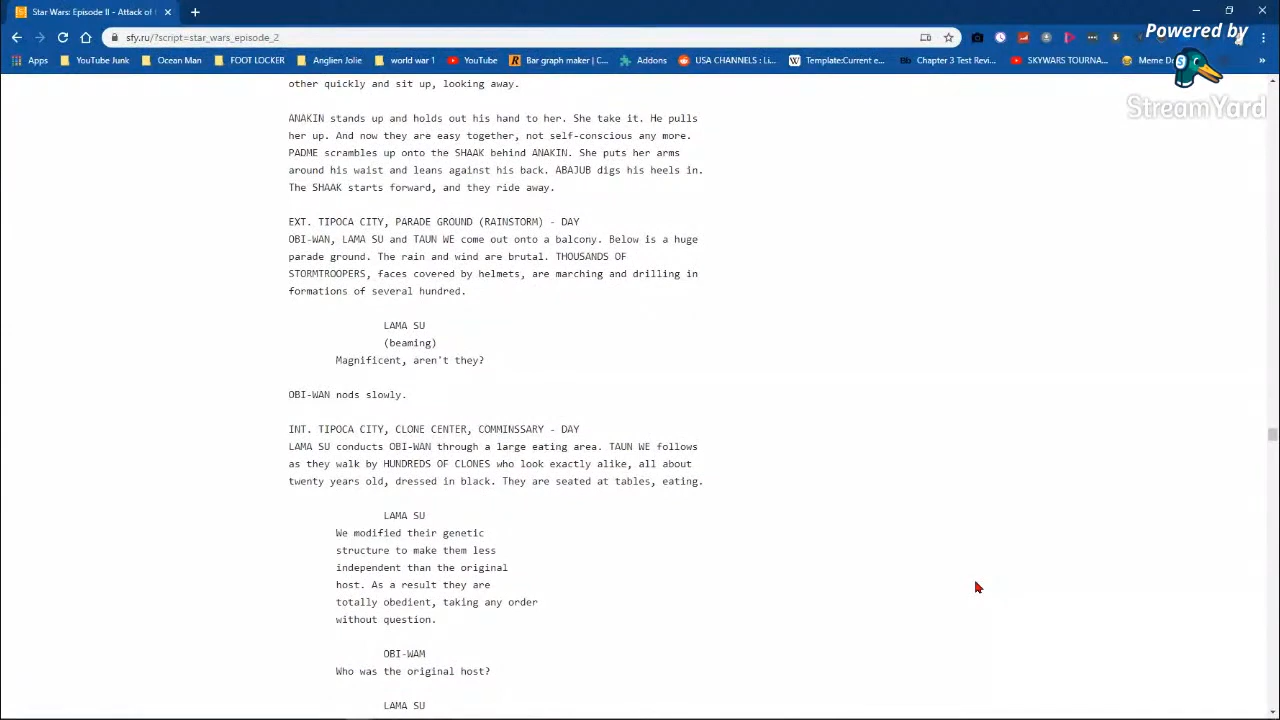 Star Wars: Episode II - Attack of
sfy.ru/?script=star_wars_episode_2
Powered by
Apps
YouTube Junk
Ocean Man
FOOT LOCKER
Anglien Jolie
world war 1
YouTube
Bar graph maker | C...
Addons
USA CHANNELS : Li...
Template:Current e...
Chapter 3 Test Revi...
SKYWARS TOURNA...
StreamYard
other quickly and sit up, looking away.
ANAKIN stands up and holds out his hand to her. She take it. He pulls
her up. And now they are easy together, not self-conscious any more.
PADME scrambles up onto the SHAAK behind ANAKIN. She puts her arms
around his waist and leans against his back. ABAJUB digs his heels in.
The SHAAK starts forward, and they ride away.
EXT. TIPOCA CITY, PARADE GROUND (RAINSTORM) - DAY
OBI-WAN, LAMA SU and TAUN WE come out onto a balcony. Below is a huge
parade ground. The rain and wind are brutal. THOUSANDS OF
STORMTROOPERS, faces covered by helmets, are marching and drilling in
formations of several hundred.
LAMA SU
(beaming)
Magnificent, aren't they?
OBI-WAN nods slowly.
INT. TIPOCA CITY, CLONE CENTER, COMMINSSARY - DAY
LAMA SU conducts OBI-WAN through a large eating area. TAUN WE follows
as they walk by HUNDREDS OF CLONES who look exactly alike, all about
twenty years old, dressed in black. They are seated at tables, eating.
LAMA SU
We modified their genetic
structure to make them less
independent than the original
host. As a result they are
totally obedient, taking any order
without question.
OBI-WAM
Who was the original host?
LAMA SU